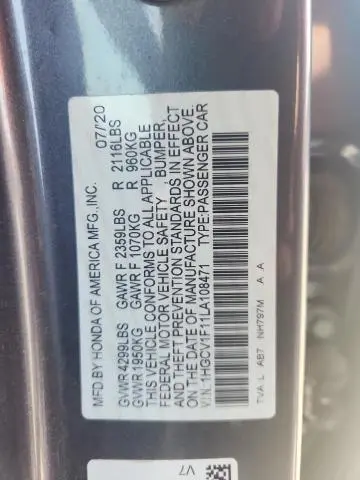 MFD. BY HONDA OF AMERICA MFG.,INC. 07/20
GVWR 4299LBS GAWR F 2359LBS R 2116LBS
GVWR 1950KG GAWR F 1070KG R 960KG
THIS VEHICLE CONFORMS TO ALL APPLICABLE
FEDERAL MOTOR VEHICLE SAFETY , BUMPER,
AND THEFT PREVENTION STANDARDS IN EFFECT
ON THE DATE OF MANUFACTURE SHOWN ABOVE.
V.I.N.:1HGCV1F11LA108471 TYPE:PASSENGER CAR
TVA L AB7 NH797M A .A
V7